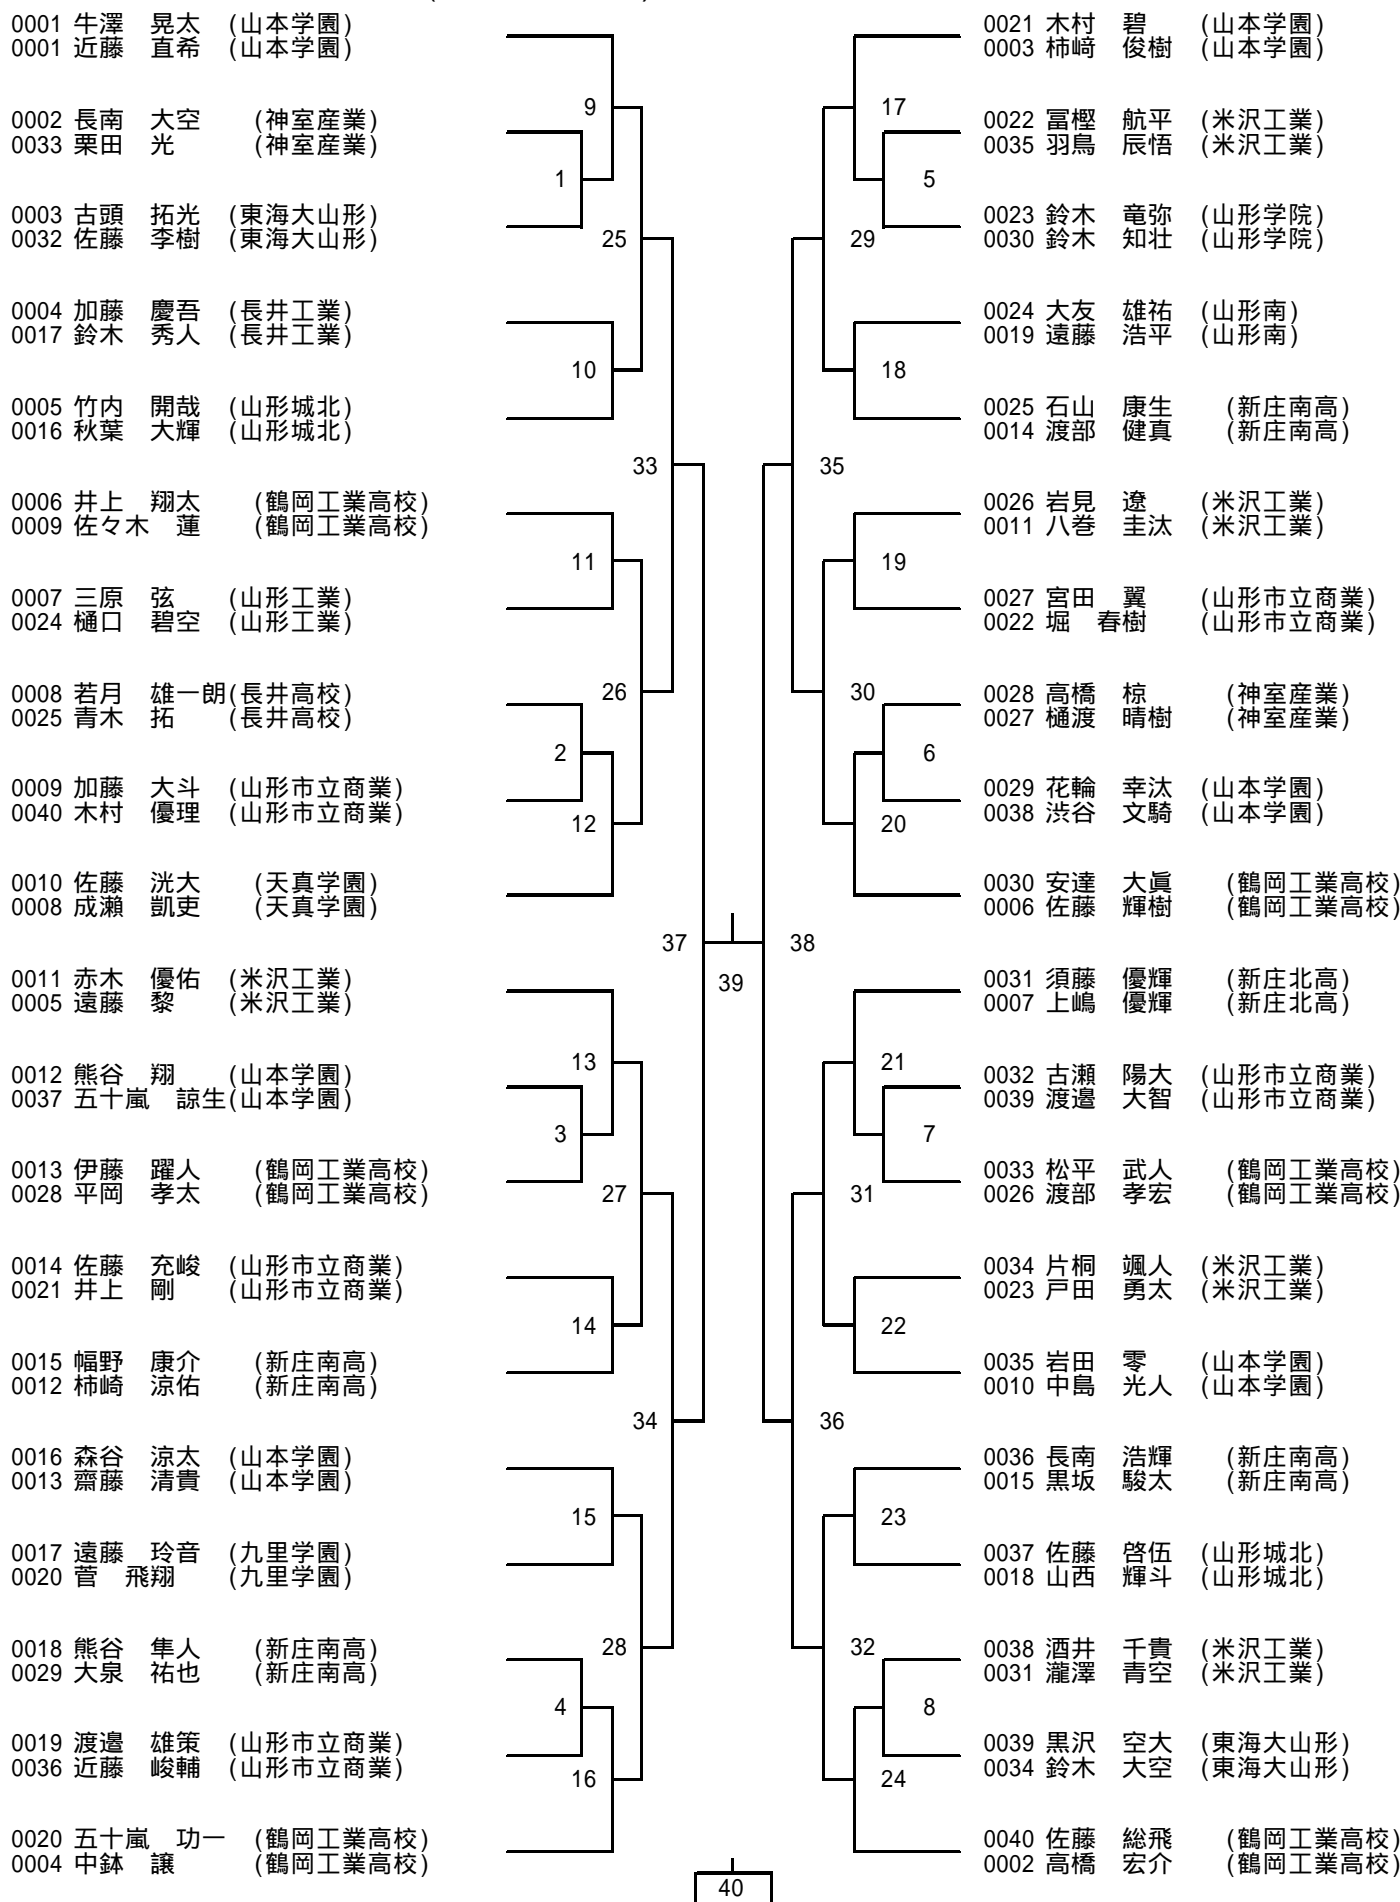 0001 牛澤　晃太　(山本学園)
0001 近藤　直希　(山本学園)
0002 長南　大空　(神室産業)
0033 栗田　光　(神室産業)
0003 古頭　拓光　(東海大山形)
0032 佐藤　李樹　(東海大山形)
0004 加藤　慶吾　(長井工業)
0017 鈴木　秀人　(長井工業)
0005 竹内　開哉　(山形城北)
0016 秋葉　大輝　(山形城北)
0006 井上　翔太　(鶴岡工業高校)
0009 佐々木　蓮　(鶴岡工業高校)
0007 三原　弦　(山形工業)
0024 樋口　碧空　(山形工業)
0008 若月　雄一朗(長井高校)
0025 青木　拓　(長井高校)
0009 加藤　大斗　(山形市立商業)
0040 木村　優理　(山形市立商業)
0010 佐藤　洸大　(天真学園)
0008 成瀬　凱吏　(天真学園)
0011 赤木　優佑　(米沢工業)
0005 遠藤　黎　(米沢工業)
0012 熊谷　翔　(山本学園)
0037 五十嵐　諒生(山本学園)
0013 伊藤　躍人　(鶴岡工業高校)
0028 平岡　孝太　(鶴岡工業高校)
0014 佐藤　充峻　(山形市立商業)
0021 井上　剛　(山形市立商業)
0015 幅野　康介　(新庄南高)
0012 柿崎　涼佑　(新庄南高)
0016 森谷　涼太　(山本学園)
0013 齋藤　清貴　(山本学園)
0017 遠藤　玲音　(九里学園)
0020 菅　飛翔　(九里学園)
0018 熊谷　隼人　(新庄南高)
0029 大泉　祐也　(新庄南高)
0019 渡邉　雄策　(山形市立商業)
0036 近藤　峻輔　(山形市立商業)
0020 五十嵐　功一　(鶴岡工業高校)
0004 中鉢　譲　(鶴岡工業高校)
9
1
25
10
33
11
26
2
12
37
13
3
27
14
34
15
28
4
16
39
40
17
5
29
18
35
19
30
6
20
38
21
7
31
22
36
23
32
8
24
0021 木村　碧　(山本学園)
0003 柿﨑　俊樹　(山本学園)
0022 冨樫　航平　(米沢工業)
0035 羽鳥　辰悟　(米沢工業)
0023 鈴木　竜弥　(山形学院)
0030 鈴木　知壮　(山形学院)
0024 大友　雄祐　(山形南)
0019 遠藤　浩平　(山形南)
0025 石山　康生　(新庄南高)
0014 渡部　健真　(新庄南高)
0026 岩見　遼　(米沢工業)
0011 八巻　圭汰　(米沢工業)
0027 宮田　翼　(山形市立商業)
0022 堀　春樹　(山形市立商業)
0028 高橋　椋　(神室産業)
0027 樋渡　晴樹　(神室産業)
0029 花輪　幸汰　(山本学園)
0038 渋谷　文騎　(山本学園)
0030 安達　大眞　(鶴岡工業高校)
0006 佐藤　輝樹　(鶴岡工業高校)
0031 須藤　優輝　(新庄北高)
0007 上嶋　優輝　(新庄北高)
0032 古瀬　陽大　(山形市立商業)
0039 渡邉　大智　(山形市立商業)
0033 松平　武人　(鶴岡工業高校)
0026 渡部　孝宏　(鶴岡工業高校)
0034 片桐　颯人　(米沢工業)
0023 戸田　勇太　(米沢工業)
0035 岩田　零　(山本学園)
0010 中島　光人　(山本学園)
0036 長南　浩輝　(新庄南高)
0015 黒坂　駿太　(新庄南高)
0037 佐藤　啓伍　(山形城北)
0018 山西　輝斗　(山形城北)
0038 酒井　千貴　(米沢工業)
0031 瀧澤　青空　(米沢工業)
0039 黒沢　空大　(東海大山形)
0034 鈴木　大空　(東海大山形)
0040 佐藤　総飛　(鶴岡工業高校)
0002 高橋　宏介　(鶴岡工業高校)